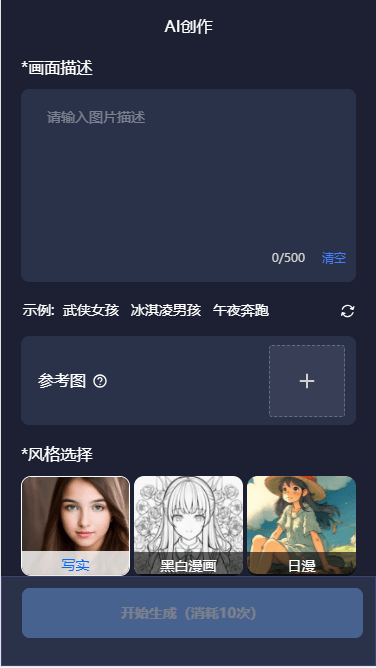 AI创作
*画面描述
请输入图片描述
0/500 清空
示例: 武侠女孩 冰淇凌男孩 午夜奔跑
参考图
*风格选择
写实 黑白漫画 日漫
开始生成（消耗10次）